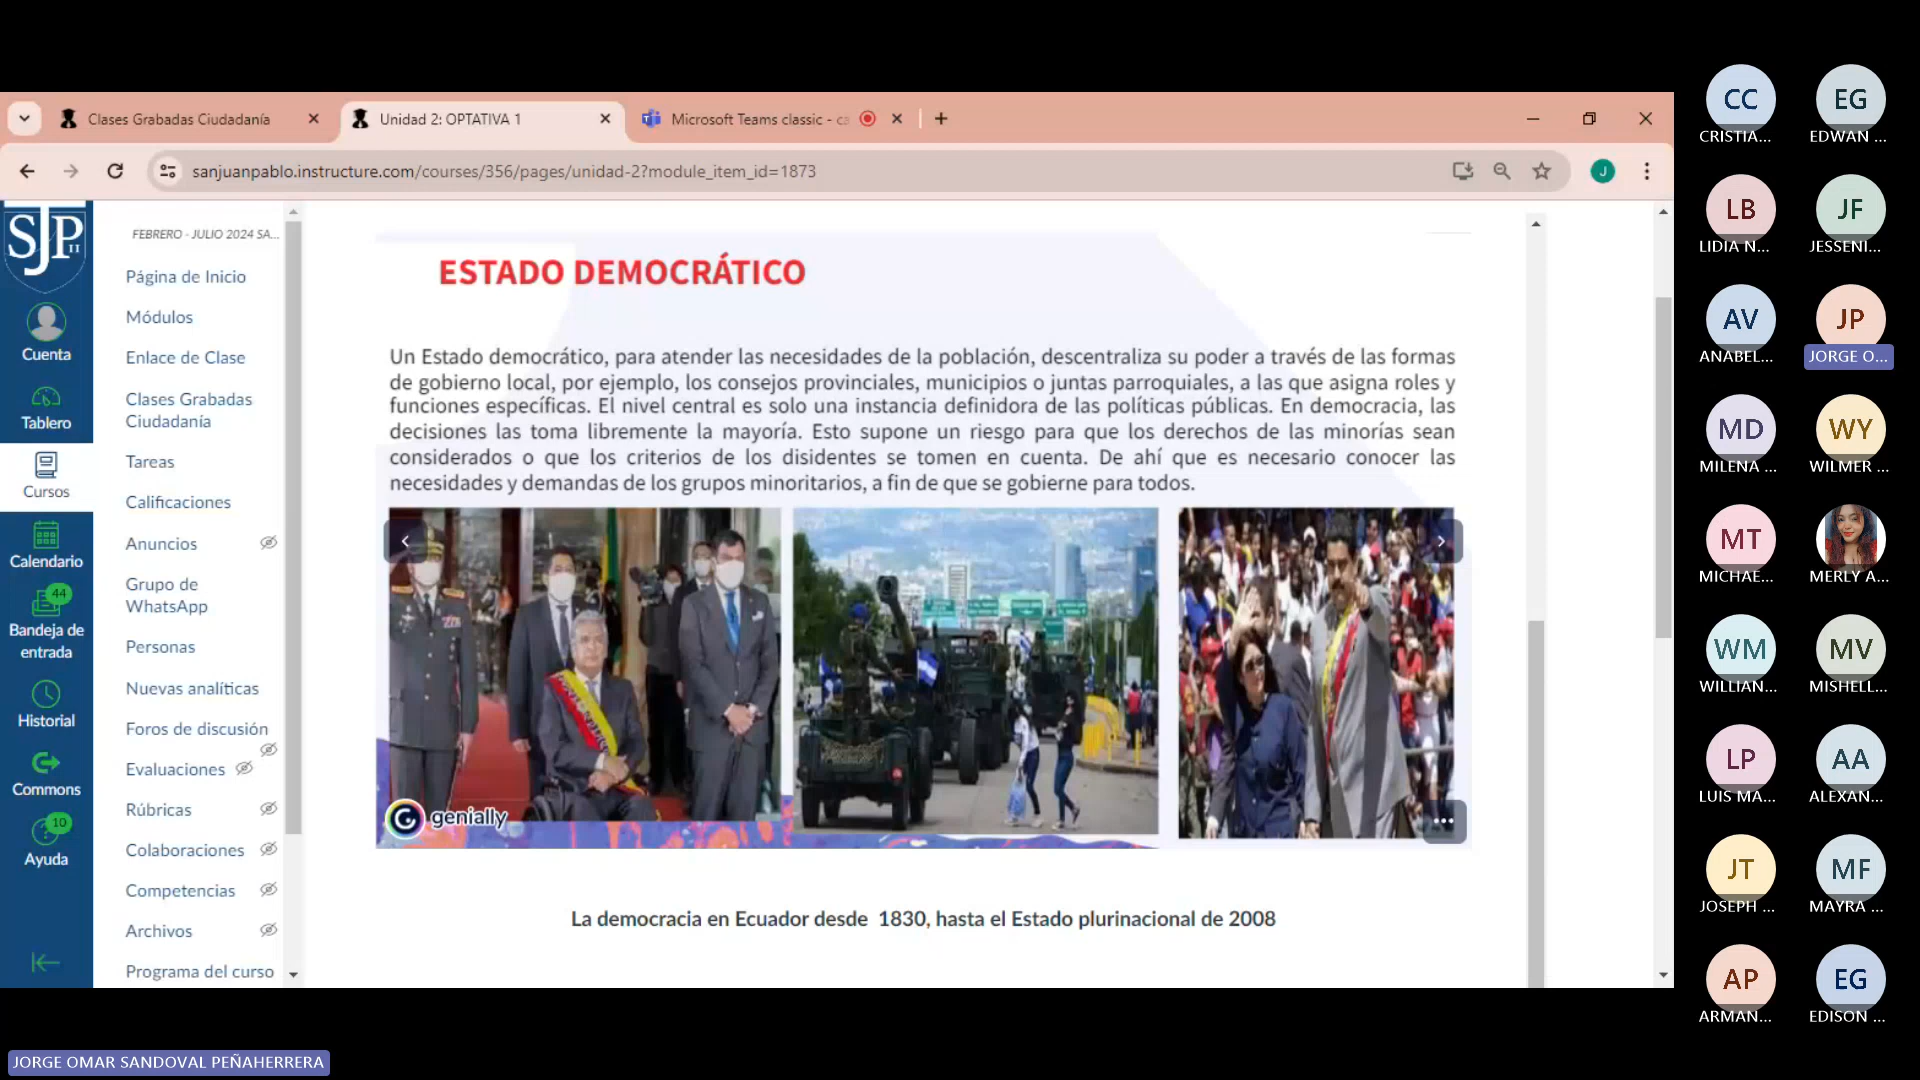 Clases Grabadas Ciudadanía
Unidad 2: OPTATIVA 1
Microsoft Teams classic - ca
sanjuanpablo.instructure.com/courses/356/pages/unidad-2?module_item_id=1873
J
SJP II
Cuenta
Tablero
Cursos
Calendario
44
Bandeja de
entrada
Historial
Commons
10
Ayuda
FEBRERO - JULIO 2024 SA...
Página de Inicio
Módulos
Enlace de Clase
Clases Grabadas
Ciudadanía
Tareas
Calificaciones
Anuncios
Grupo de
WhatsApp
Personas
Nuevas analíticas
Foros de discusión
Evaluaciones
Rúbricas
Colaboraciones
Competencias
Archivos
Programa del curso
ESTADO DEMOCRÁTICO
Un Estado democrático, para atender las necesidades de la población, descentraliza su poder a través de las formas
de gobierno local, por ejemplo, los consejos provinciales, municipios o juntas parroquiales, a las que asigna roles y
funciones específicas. El nivel central es solo una instancia definidora de las políticas públicas. En democracia, las
decisiones las toma libremente la mayoría. Esto supone un riesgo para que los derechos de las minorías sean
considerados o que los criterios de los disidentes se tomen en cuenta. De ahí que es necesario conocer las
necesidades y demandas de los grupos minoritarios, a fin de que se gobierne para todos.
genially
La democracia en Ecuador desde 1830, hasta el Estado plurinacional de 2008
CC
CRISTIA...
EG
EDWAN ...
LB
LIDIA N...
JF
JESSENI...
AV
ANABEL...
JP
JORGE O...
MD
MILENA ...
WY
WILMER ...
MT
MICHAE...
MERLY A...
WM
WILLIAN...
MV
MISHELL...
LP
LUIS MA...
AA
ALEXAN...
JT
JOSEPH ...
MF
MAYRA ...
AP
ARMAN...
EG
EDISON ...
JORGE OMAR SANDOVAL PEÑAHERRERA